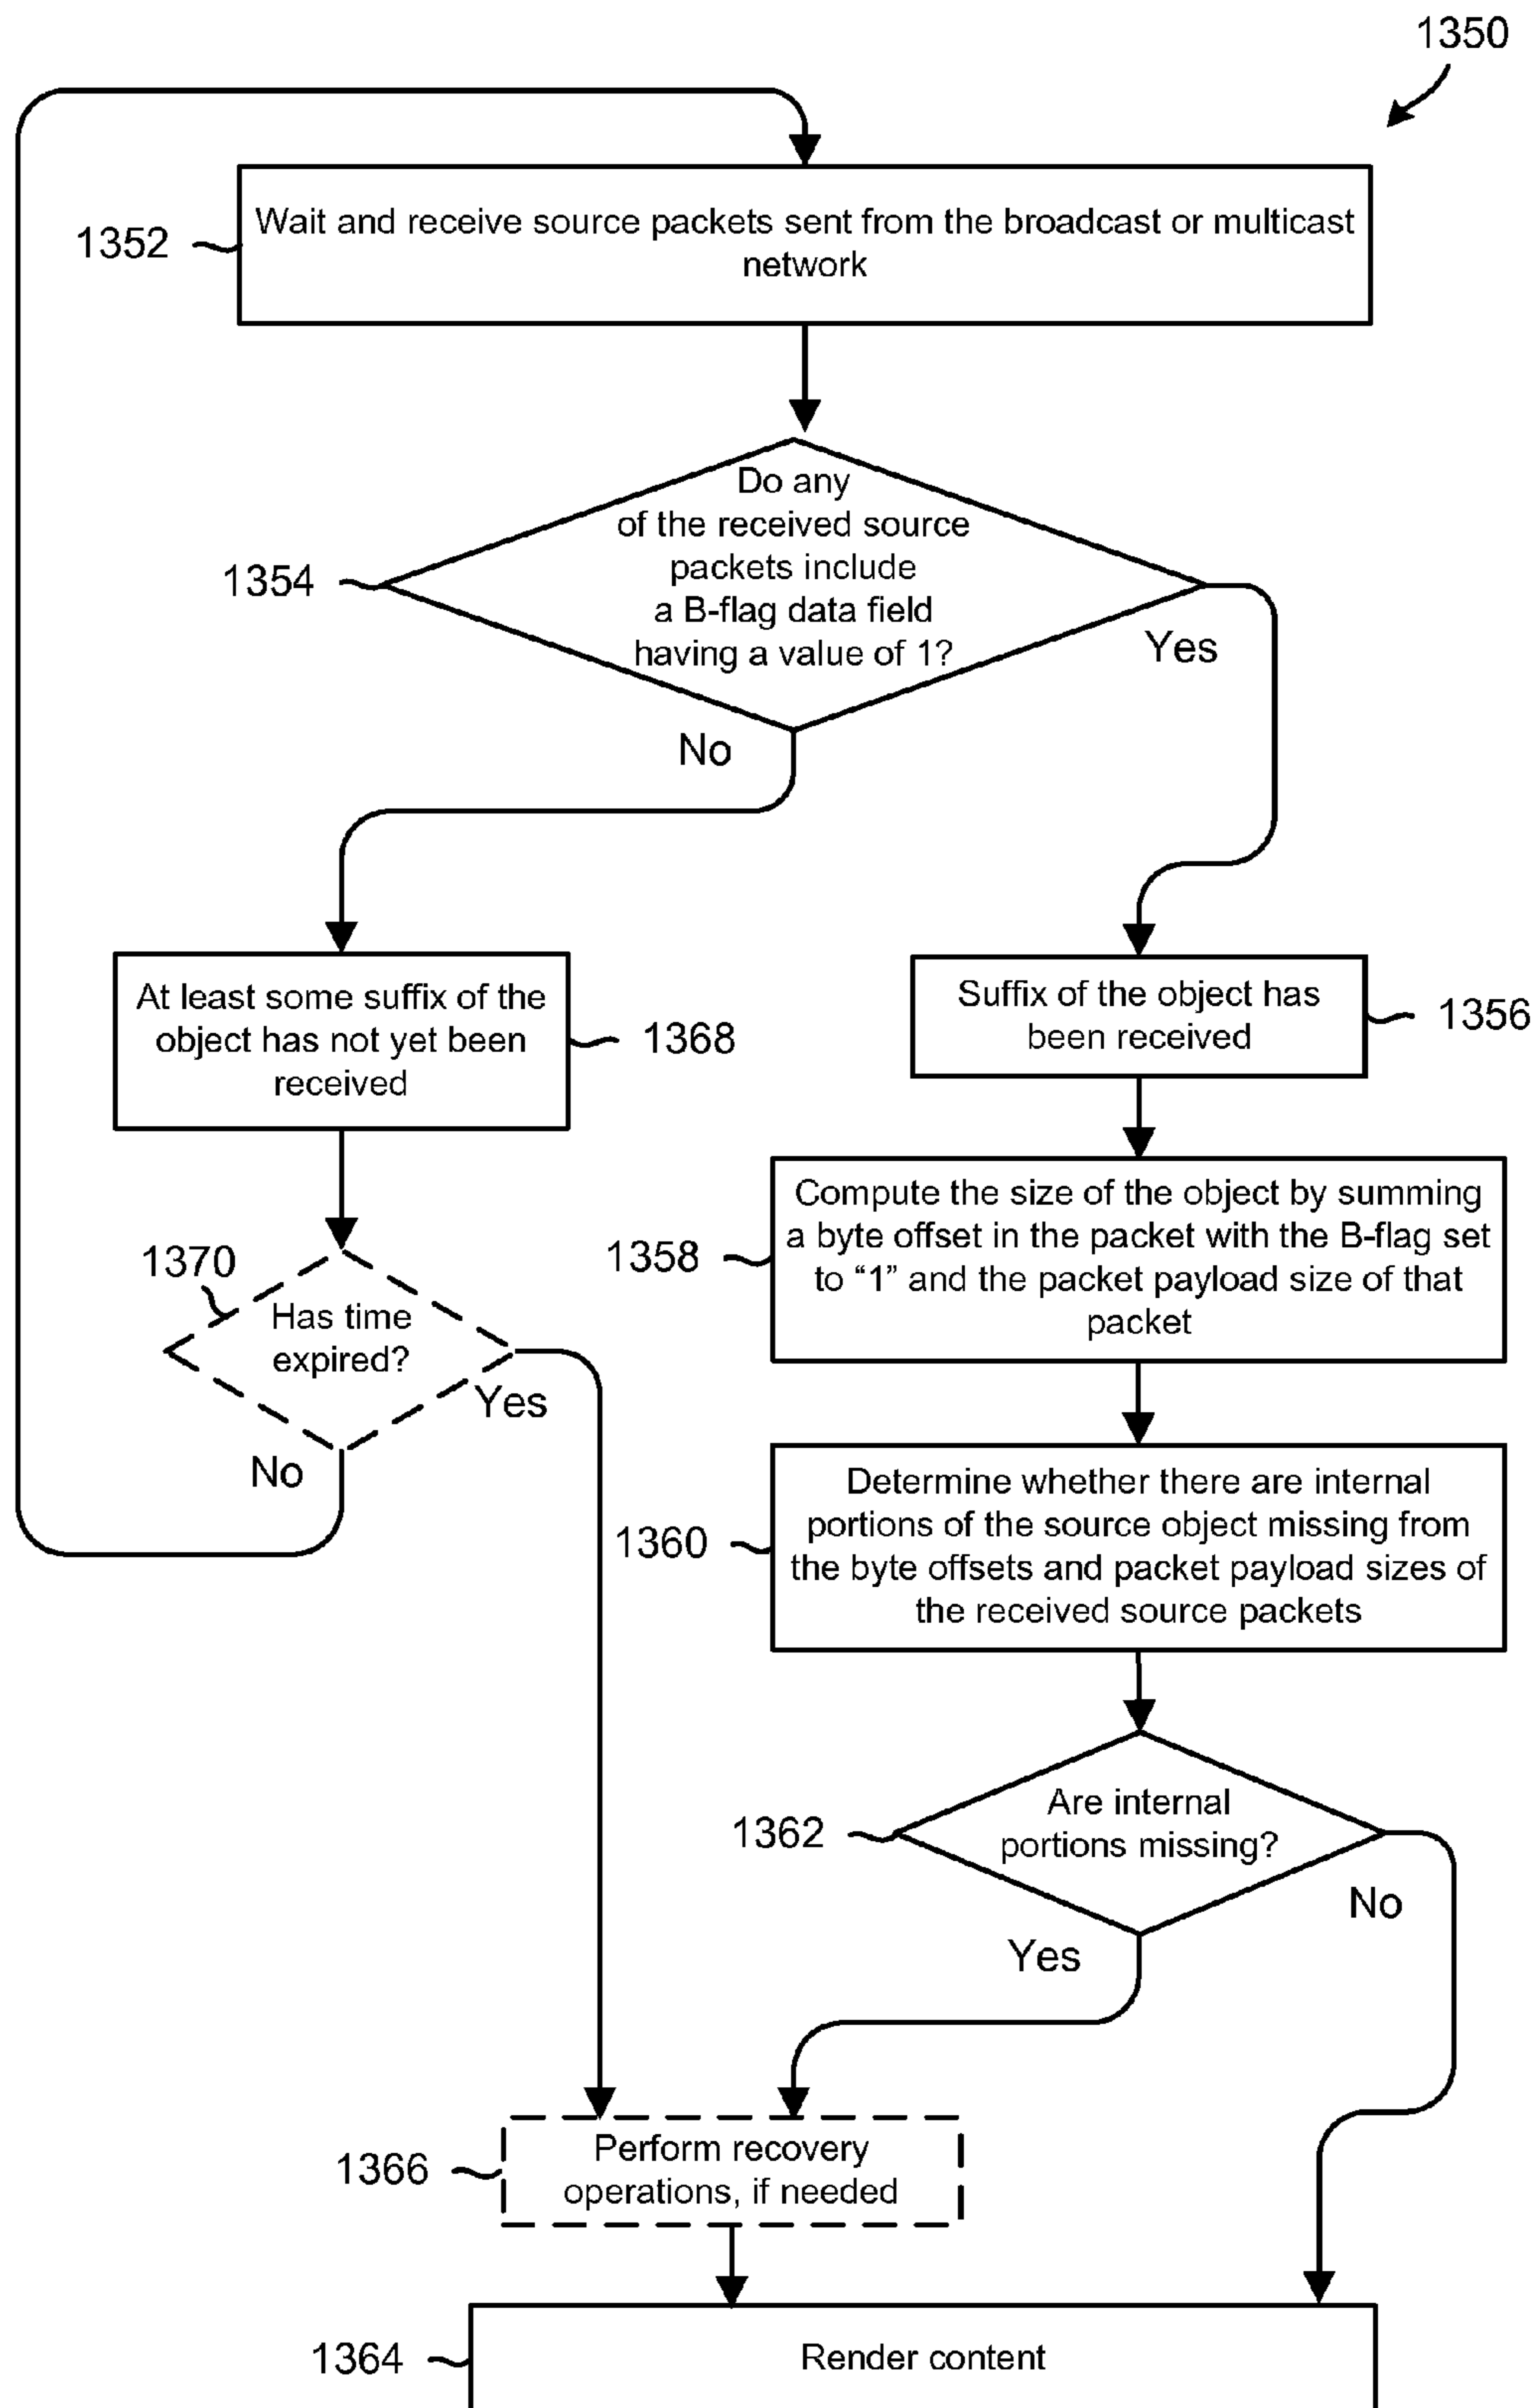 1350
1352
Wait and receive source packets sent from the broadcast or multicast
network
1354
Do any
of the received source
packets include
a B-flag data field
having a value of 1?
Yes
No
At least some suffix of the
object has not yet been
received
1368
Suffix of the object has
been received
1356
1370
Has time
expired?
Yes
No
1358
Compute the size of the object by summing
a byte offset in the packet with the B-flag set
to “1” and the packet payload size of that
packet
1360
Determine whether there are internal
portions of the source object missing from
the byte offsets and packet payload sizes of
the received source packets
1362
Are internal
portions missing?
No
Yes
1366
Perform recovery
operations, if needed
1364
Render content